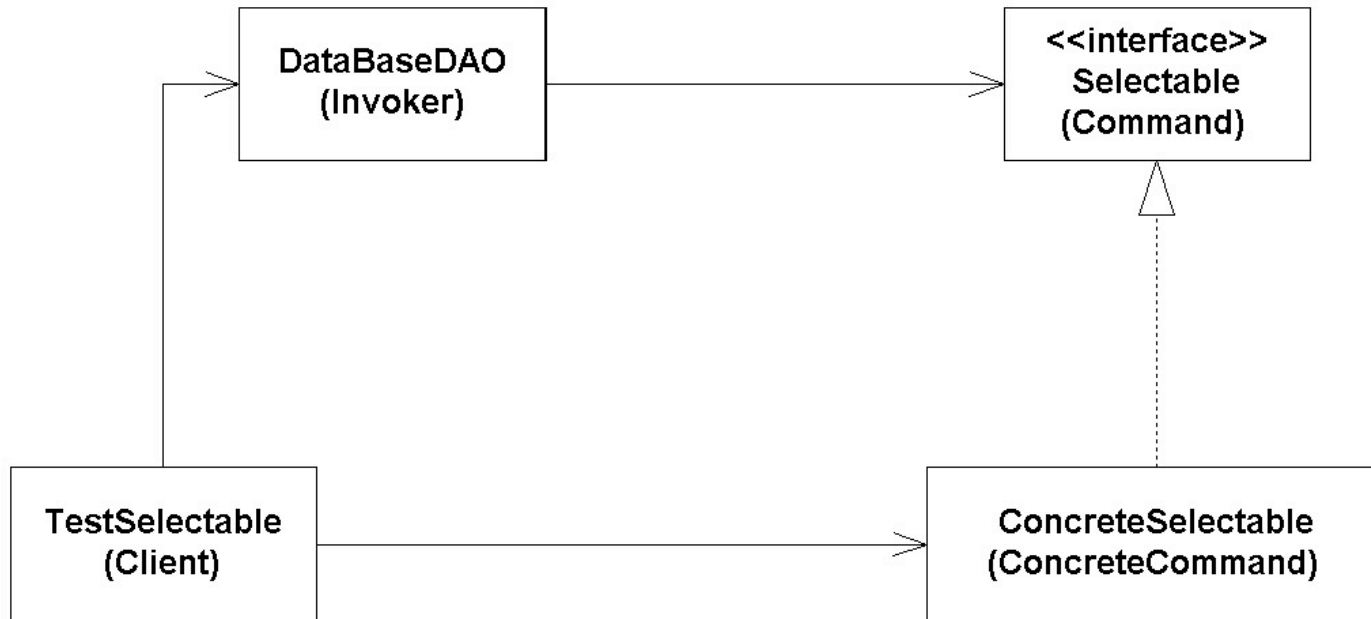 DataBaseDAO
(Invoker)
<<interface>>
Selectable
(Command)
TestSelectable
(Client)
ConcreteSelectable
(ConcreteCommand)